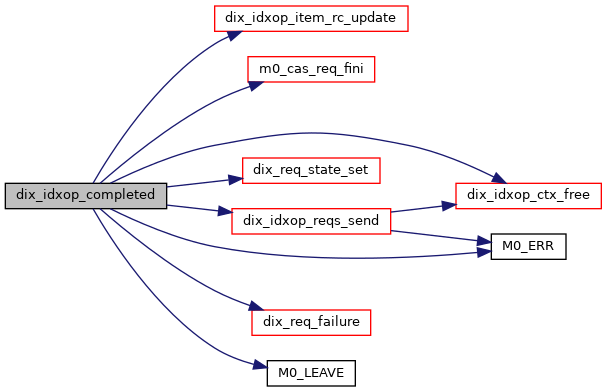 dix_idxop_item_rc_update
m0_cas_req_fini
dix_req_state_set
dix_idxop_completed
dix_idxop_ctx_free
dix_idxop_reqs_send
M0_ERR
dix_req_failure
M0_LEAVE